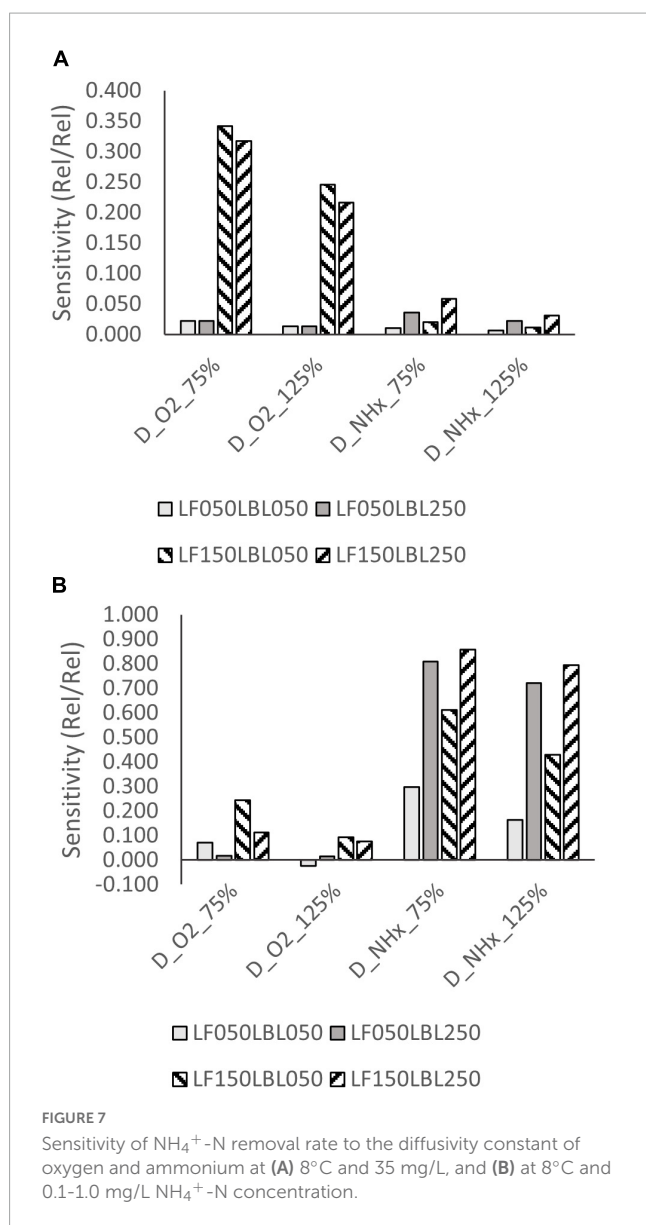 A
Sensitivity (Rel/Rel)
0.400
0.350
0.300
0.250
0.200
0.150
0.100
0.050
0.000
D_O2_75%
D_O2_125%
D_NHx_75%
D_NHx_125%
LF050LBL050 LF050LBL250
LF150LBL050 LF150LBL250
B
Sensitivity (Rel/Rel)
1.000
0.900
0.800
0.700
0.600
0.500
0.400
0.300
0.200
0.100
0.000
-0.100
D_O2_75%
D_O2_125%
D_NHx_75%
D_NHx_125%
LF050LBL050 LF050LBL250
LF150LBL050 LF150LBL250
FIGURE 7
Sensitivity of NH₄⁺-N removal rate to the diffusivity constant of
oxygen and ammonium at (A) 8°C and 35 mg/L, and (B) at 8°C and
0.1-1.0 mg/L NH₄⁺-N concentration.